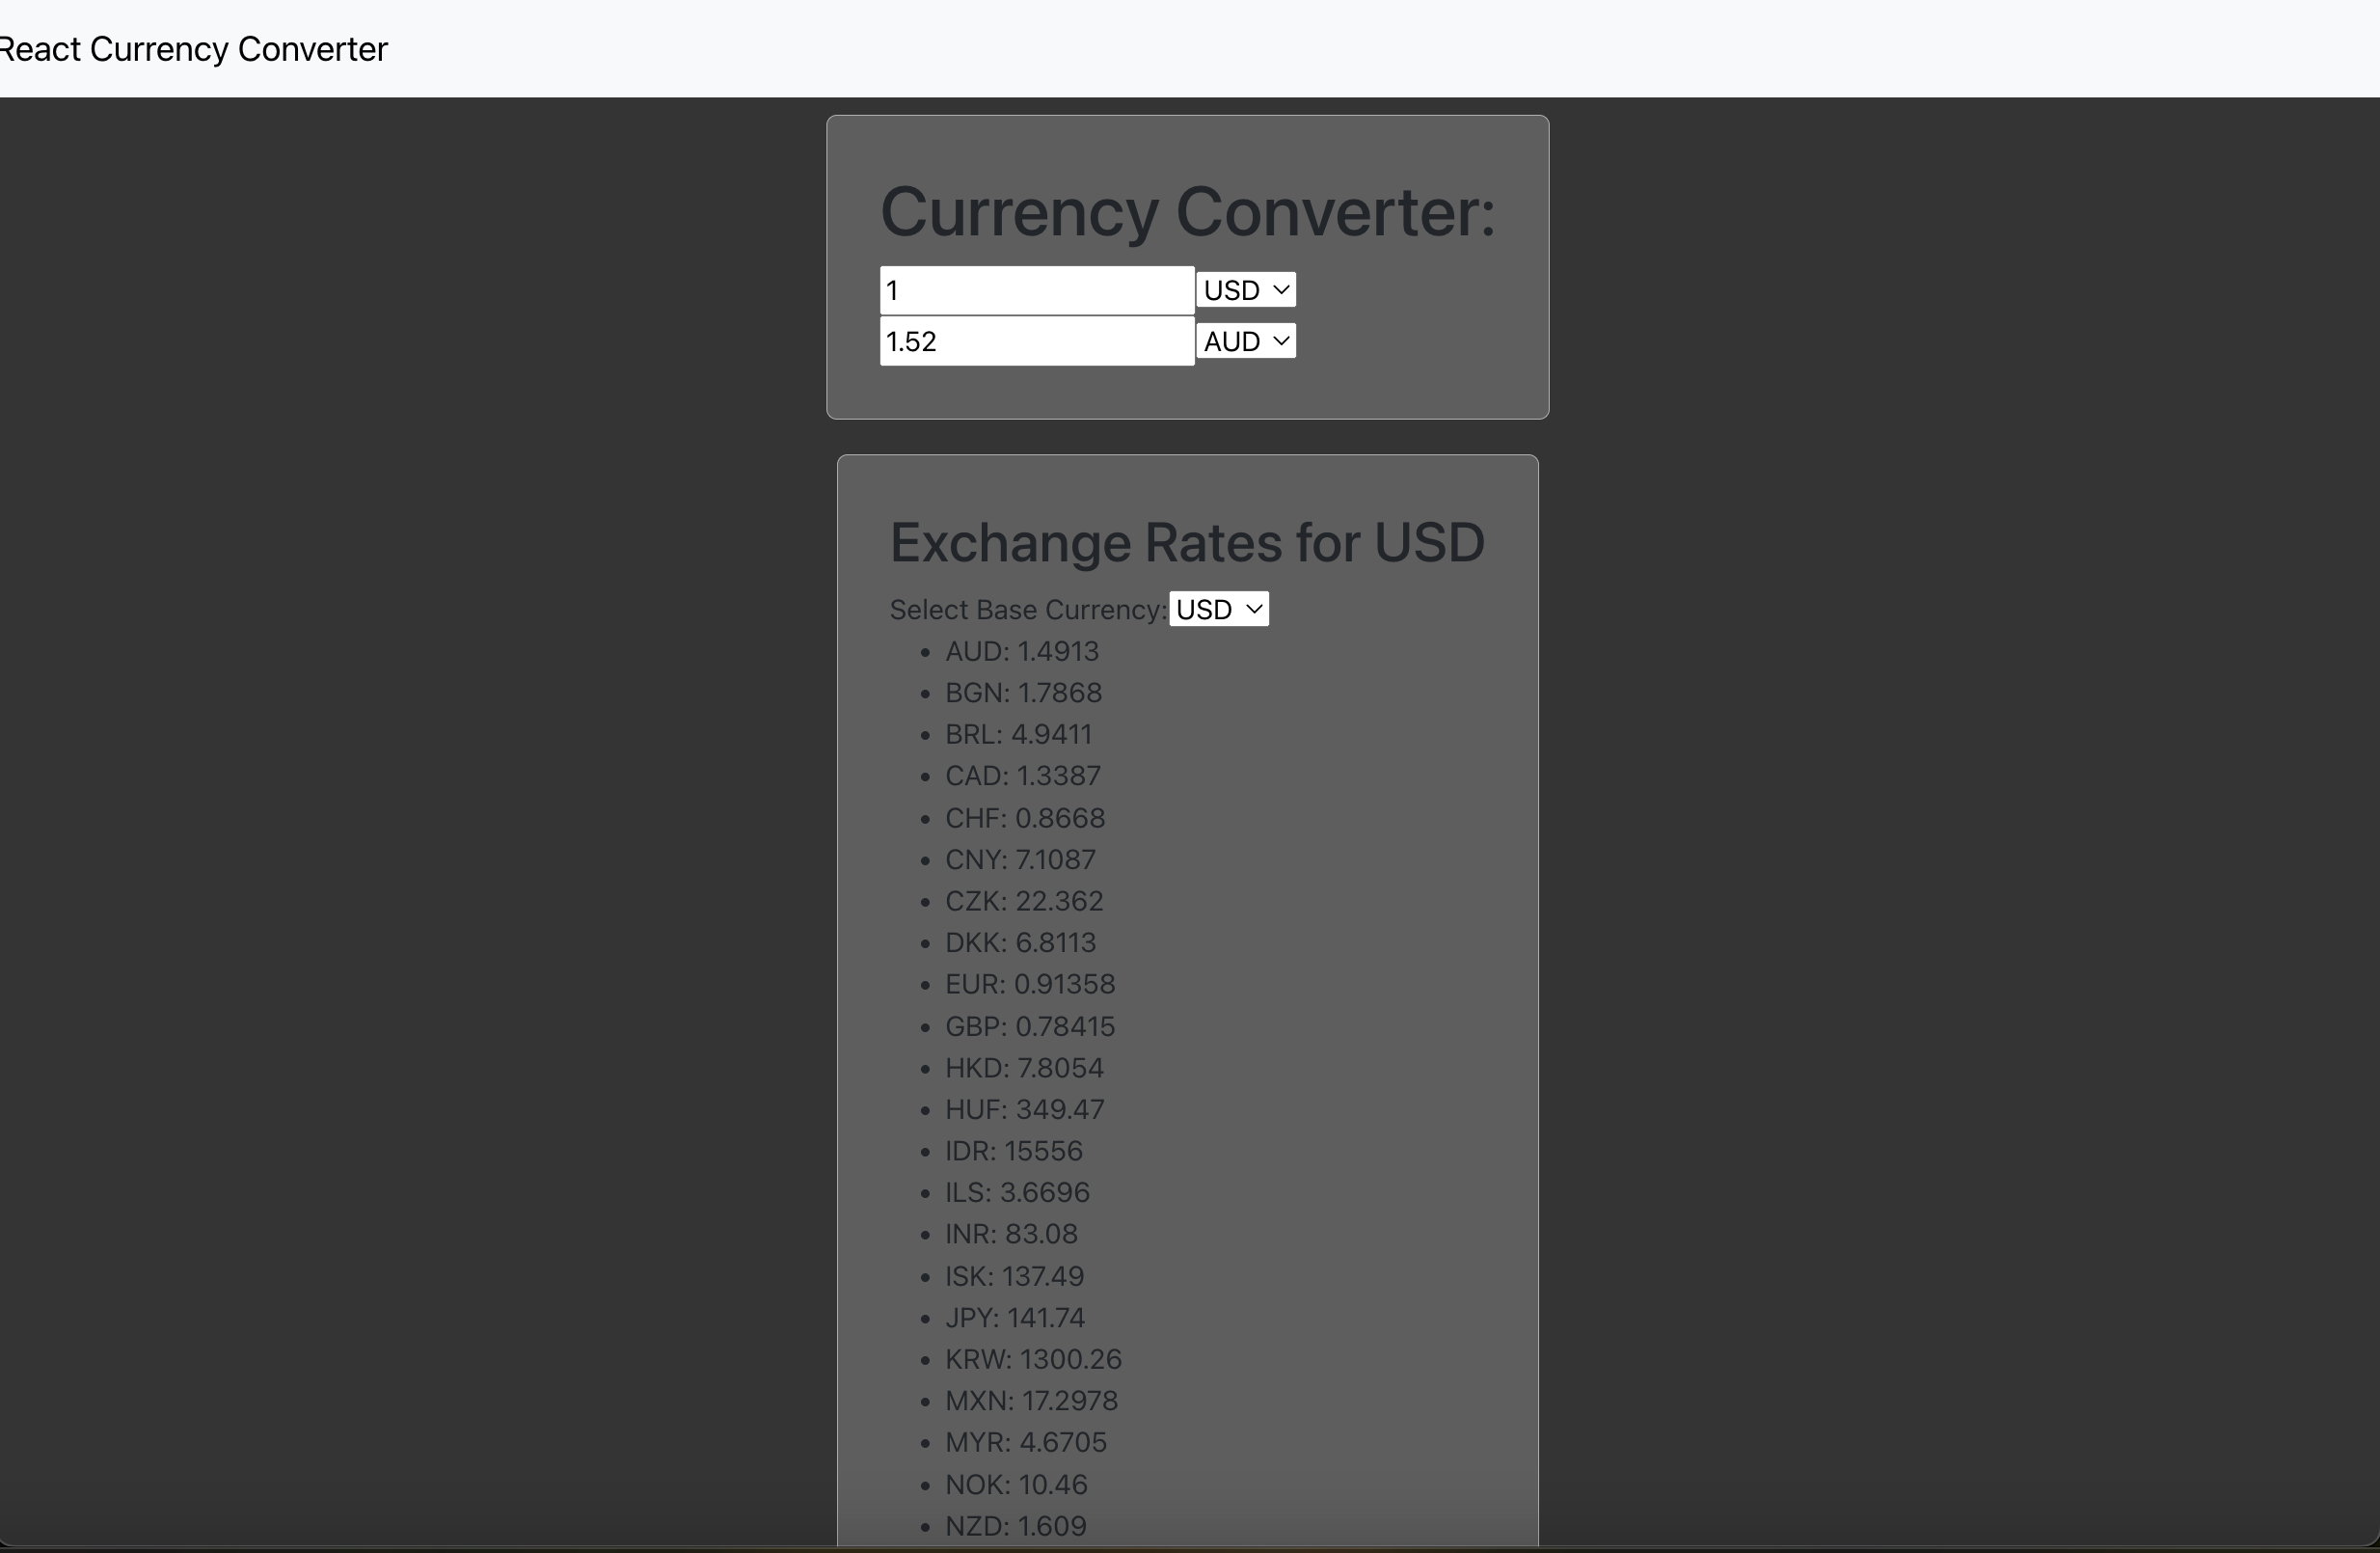 React Currency Converter
Currency Converter:
1 USD
1.52 AUD
Exchange Rates for USD
Select Base Currency: USD
AUD: 1.4913
BGN: 1.7868
BRL: 4.9411
CAD: 1.3387
CHF: 0.8668
CNY: 7.1087
CZK: 22.362
DKK: 6.8113
EUR: 0.91358
GBP: 0.78415
HKD: 7.8054
HUF: 349.47
IDR: 15556
ILS: 3.6696
INR: 83.08
ISK: 137.49
JPY: 141.74
KRW: 1300.26
MXN: 17.2978
MYR: 4.6705
NOK: 10.46
NZD: 1.609